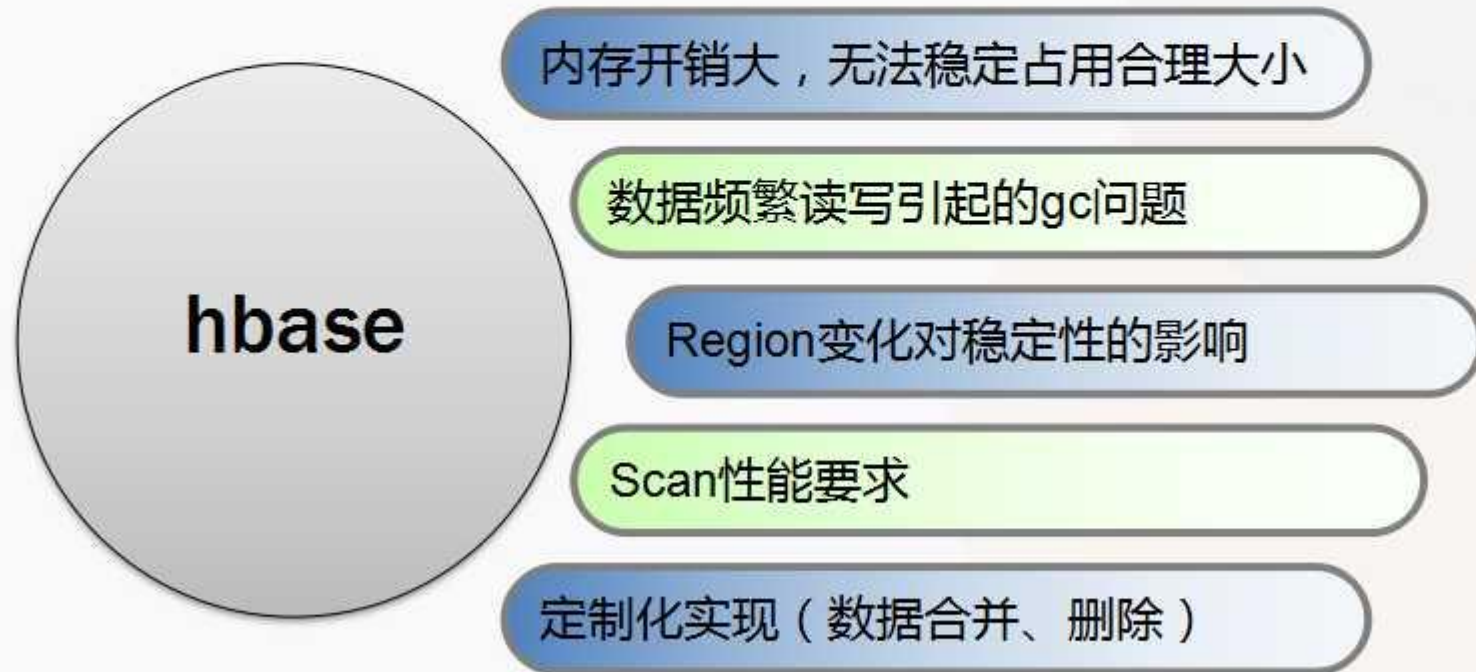 hbase
内存开销大，无法稳定占用合理大小
数据频繁读写引起的gc问题
Region变化对稳定性的影响
Scan性能要求
定制化实现（数据合并、删除）